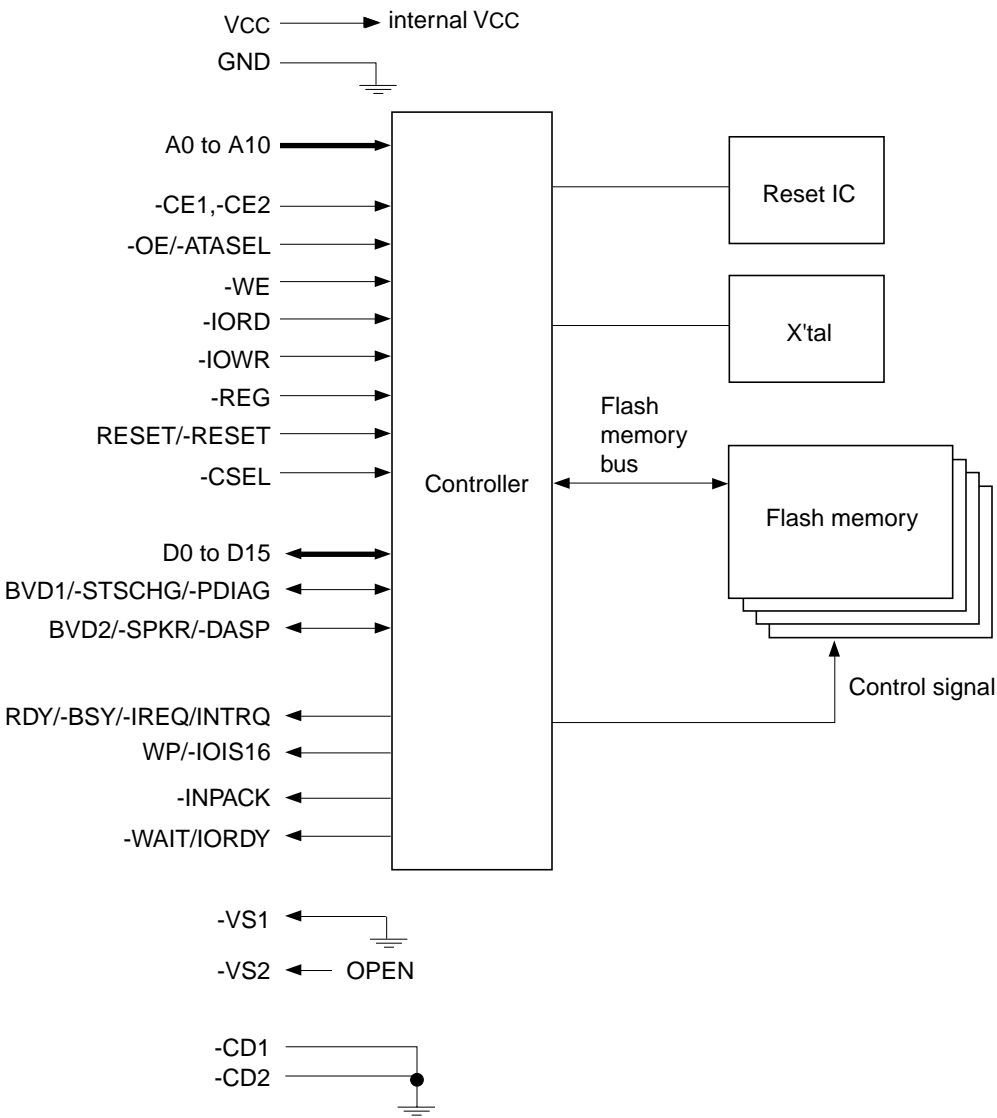 VCC
internal VCC
GND
A0 to A10
-CE1,-CE2
-OE/-ATASEL
-WE
-IORD
-IOWR
-REG
RESET/-RESET
-CSEL
D0 to D15
BVD1/-STSCHG/-PDIAG
BVD2/-SPKR/-DASP
RDY/-BSY/-IREQ/INTRQ
WP/-IOIS16
-INPACK
-WAIT/IORDY
Controller
Reset IC
X'tal
Flash
memory
bus
Flash memory
Control signal
-VS1
-VS2
OPEN
-CD1
-CD2